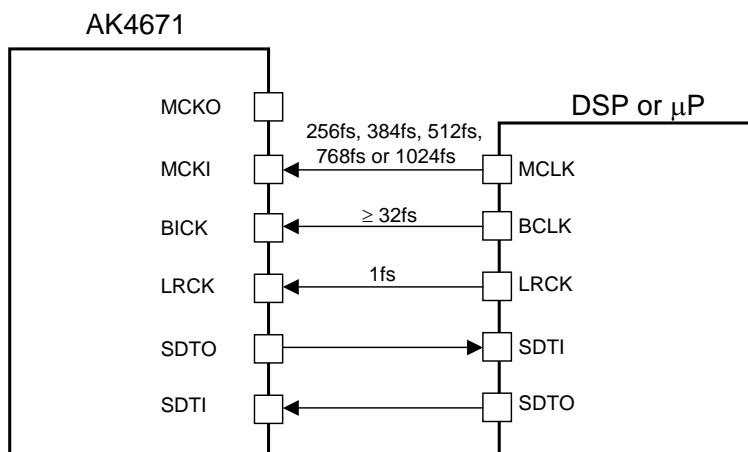 AK4671
DSP or μP
MCKO
256fs, 384fs, 512fs,
768fs or 1024fs
MCKI
MCLK
BICK
≥ 32fs
BCLK
LRCK
1fs
LRCK
SDTO
SDTI
SDTI
SDTO